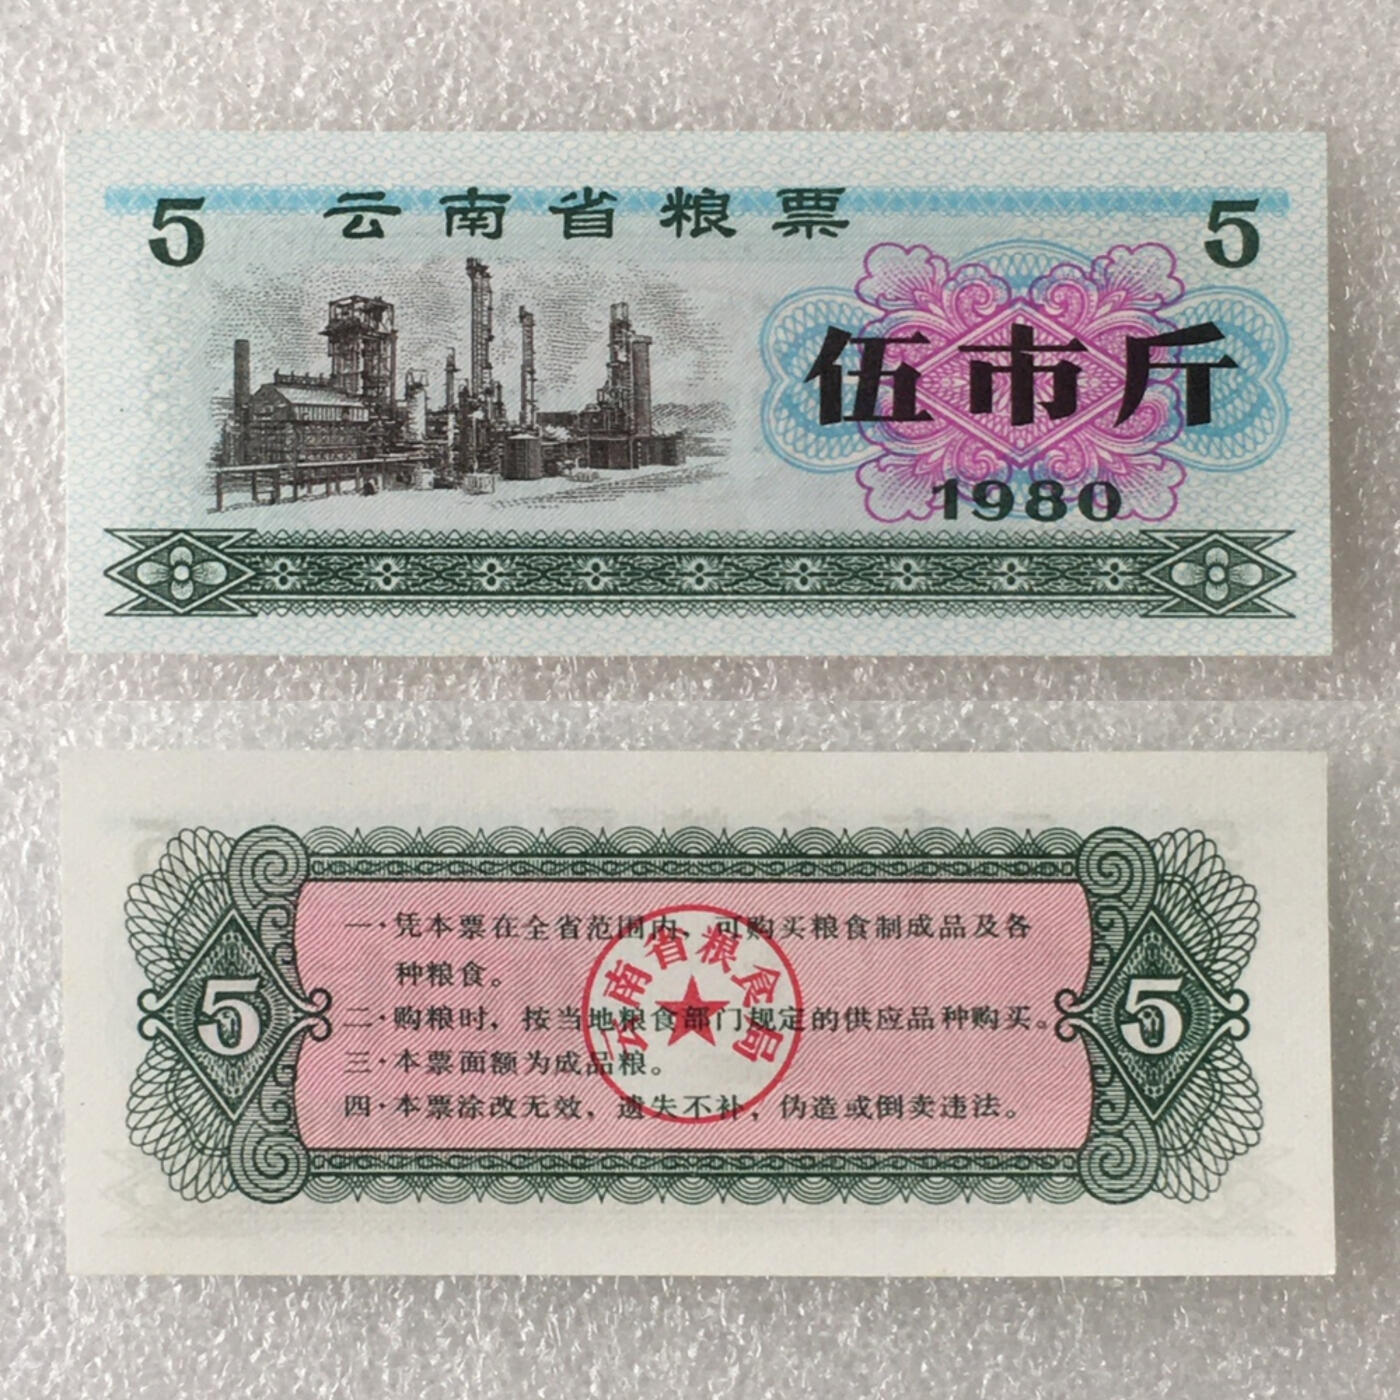 云南省粮票
5
5
伍市斤
1980
一·凭本票在全省范围内、可购买粮食制成品及各
种粮食。
二·购粮时，按当地粮食部门规定的供应品种购买。
三·本票面额为成品粮。
四·本票涂改无效，遗失不补，伪造或倒卖违法。
云南省粮食局
5
5